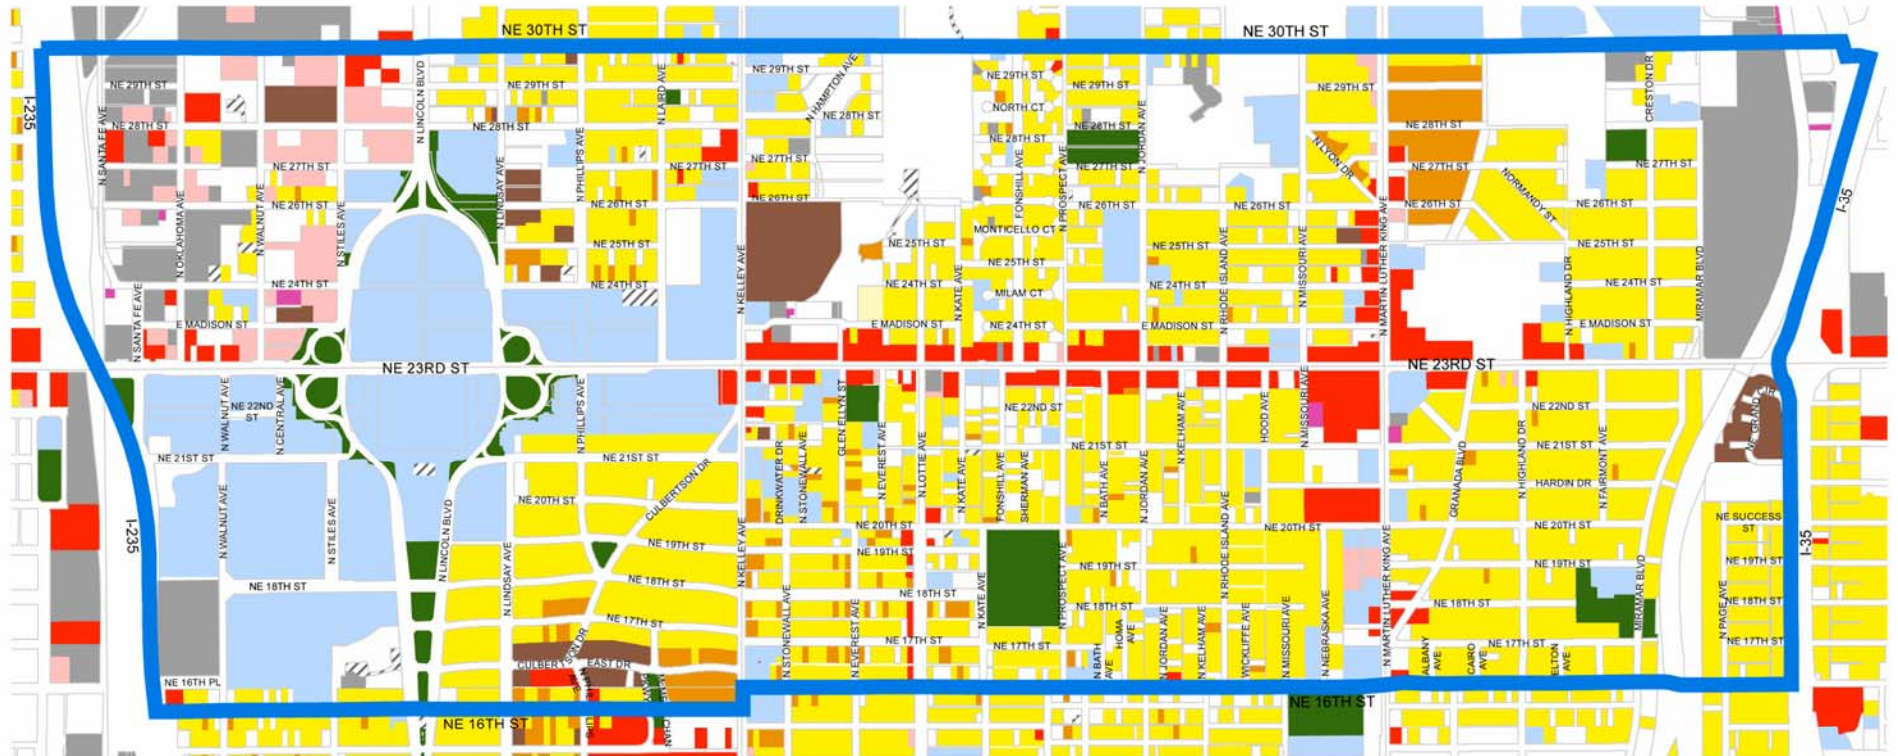 NE 30TH ST
NE 30TH ST
NE 29TH ST
NE 29TH ST
NE 29TH ST
NE 29TH ST
NE 29TH ST
NE 29TH ST
N HAMPTON AVE
NORTH CT
I-235
N SANTA FE AVE
N LINCOLN BLVD
N LAIRD AVE
CRESTON DR
NE 28TH ST
NE 28TH ST
NE 28TH ST
NE 28TH ST
NE 28TH ST
NE 28TH ST
N JORDAN AVE
NE 27TH ST
NE 27TH ST
NE 27TH ST
NE 27TH ST
NE 27TH ST
NE 27TH ST
N LYON DR
N OKLAHOMA AVE
N WALNUT AVE
N STILES AVE
N LINDSAY AVE
N PHILLIPS AVE
FONSHILL AVE
N PROSPECT AVE
NORMANDY ST
NE 26TH ST
NE 26TH ST
NE 26TH ST
NE 26TH ST
NE 26TH ST
NE 26TH ST
NE 26TH ST
I-35
MONTICELLO CT
NE 25TH ST
NE 25TH ST
NE 25TH ST
NE 25TH ST
NE 25TH ST
N KELLEY AVE
N KATE AVE
N RHODE ISLAND AVE
N MISSOURI AVE
N MARTIN LUTHER KING AVE
N HIGHLAND DR
MIRAMAR BLVD
NE 24TH ST
NE 24TH ST
NE 24TH ST
NE 24TH ST
NE 24TH ST
MILAM CT
N SANTA FE AVE
E MADISON ST
E MADISON ST
NE 24TH ST
E MADISON ST
E MADISON ST
NE 23RD ST
NE 23RD ST
N WALNUT AVE
NE 22ND
ST
N CENTRAL AVE
N PHILLIPS AVE
GLEN ELLYN ST
NE 22ND ST
N KELHAM AVE
HOOD AVE
N MISSOURI AVE
NE 22ND ST
NE 21ST ST
NE 21ST ST
NE 21ST ST
NE 21ST ST
DRINKWATER DR
N STONEWALL AVE
N EVEREST AVE
N LOTTIE AVE
N KATE AVE
FONSHILL AVE
SHERMAN AVE
N BATH AVE
N JORDAN AVE
GRANADA BLVD
N HIGHLAND DR
N FAIRMONT AVE
HARDIN DR
CULBERTSON DR
I-235
N WALNUT AVE
N STILES AVE
N LINCOLN BLVD
NE 20TH ST
NE 20TH ST
NE 20TH ST
NE 20TH ST
NE SUCCESS
ST
I-35
N LINDSAY AVE
N KELLEY AVE
NE 19TH ST
NE 19TH ST
NE 19TH ST
NE 19TH ST
NE 19TH ST
N RHODE ISLAND AVE
N MARTIN LUTHER KING AVE
NE 18TH ST
NE 18TH ST
NE 18TH ST
NE 18TH ST
NE 18TH ST
NE 18TH ST
N KATE AVE
N PROSPECT AVE
MIRAMAR BLVD
N PAGE AVE
NE 17TH ST
NE 17TH ST
NE 17TH ST
NE 17TH ST
NE 17TH ST
N STONEWALL AVE
N EVEREST AVE
N BATH
AVE
HOMA
AVE
N JORDAN AVE
N KELHAM AVE
WICKLIFFE AVE
N MISSOURI AVE
N NEBRASKA AVE
ALBANY
AVE
CAIRO
AVE
ELTON
AVE
CULBERTSON DR
EAST DR
NE 16TH PL
NE 16TH ST
NE 16TH ST